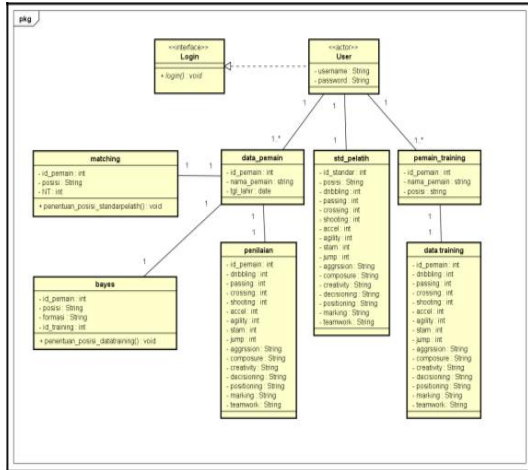 pkg
<<interface>>
Login
+ login() : void
<<actor>>
User
- username : String
- password : String
1
1
1
1..*
1
1..*
matching
- id_pemain : int
- posisi : String
- NT : int
+ penentuan_posisi_standarpelatih() : void
1
1
data_pemain
- id_pemain : int
- nama_pemain : string
- tgl_lahir : date
std_pelatih
- id_standar : int
- posisi : String
- dribbling : int
- passing : int
- crossing : int
- shooting : int
- accel : int
- agility : int
- stam : int
- jump : int
- aggression : String
- composure : String
- creativity : String
- decisioning : String
- positioning : String
- marking : String
- teamwork : String
pemain_training
- id_pemain : int
- nama_pemain : string
- posisi : string
1
1
1
1
1
1
bayes
- id_pemain : int
- posisi : String
- formasi : String
- id_training : int
+ penentuan_posisi_datatraining() : void
penilaian
- id_pemain : int
- dribbling : int
- passing : int
- crossing : int
- shooting : int
- accel : int
- agility : int
- stam : int
- jump : int
- aggrission : String
- composure : String
- creativity : String
- decisioning : String
- positioning : String
- marking : String
- teamwork : String
data training
- id_pemain : int
- dribbling : int
- passing : int
- crossing : int
- shooting : int
- accel : int
- agility : int
- stam : int
- jump : int
- aggrission : String
- composure : String
- creativity : String
- decisioning : String
- positioning : String
- marking : String
- teamwork : String